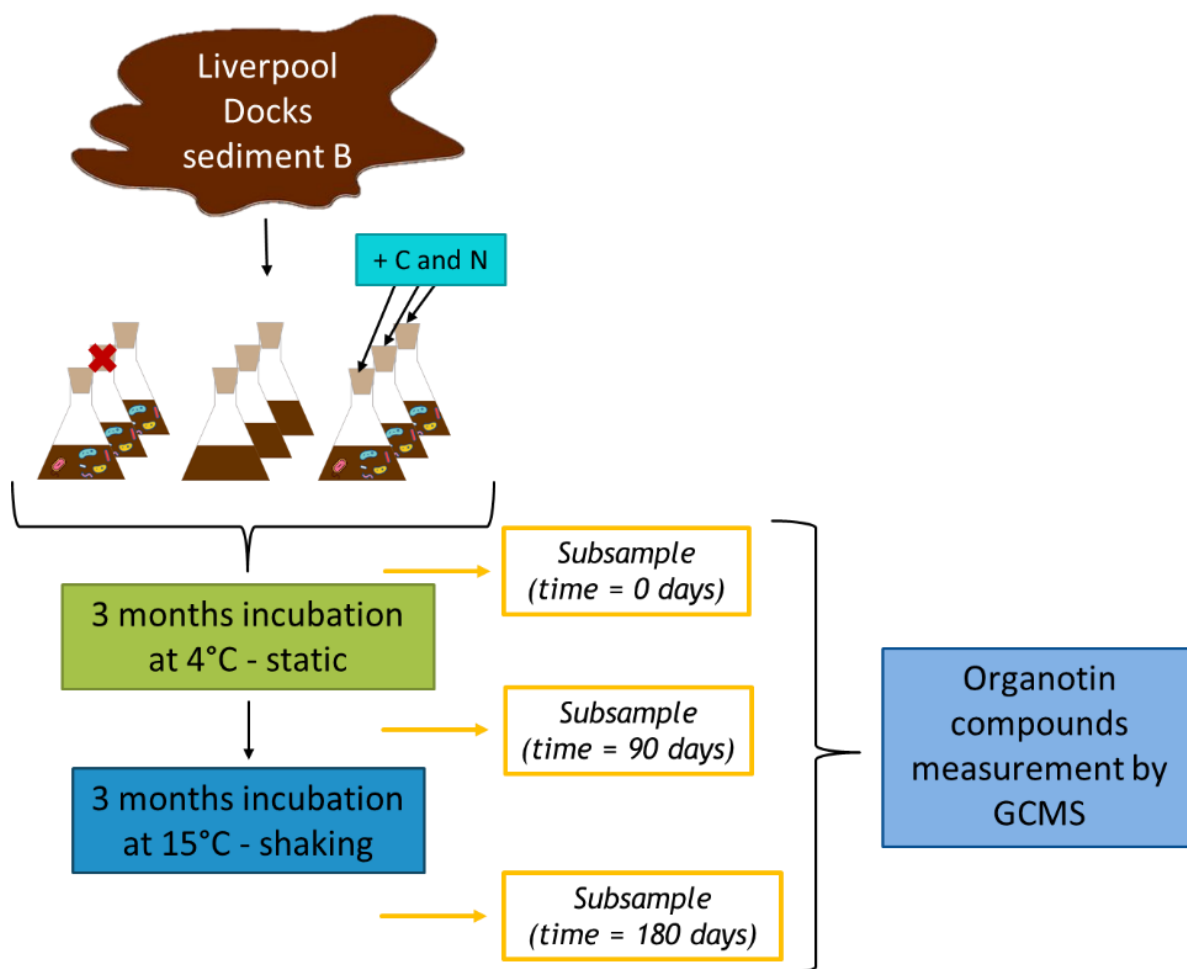 Liverpool
Docks
sediment B
+ C and N
Subsample
(time = 0 days)
3 months incubation
at 4°C - static
Subsample
(time = 90 days)
3 months incubation
at 15°C - shaking
Subsample
(time = 180 days)
Organotin
compounds
measurement by
GCMS